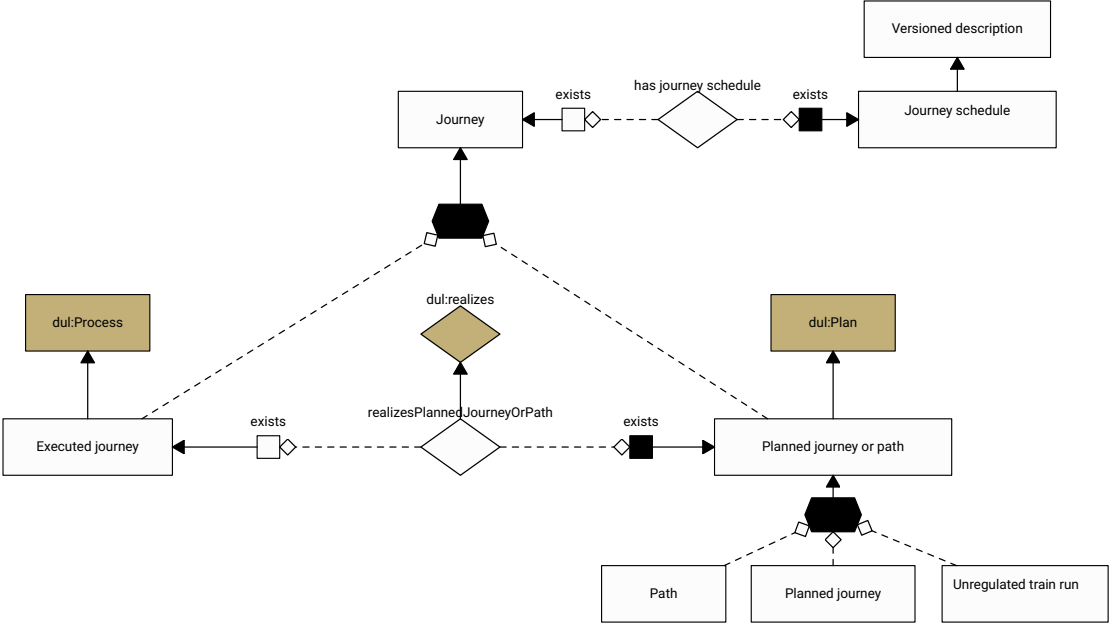 Versioned description
has journey schedule
exists
exists
Journey
Journey schedule
dul:realizes
dul:Process
dul:Plan
realizesPlannedJourneyOrPath
exists
exists
Executed journey
Planned journey or path
Path
Planned journey
Unregulated train run